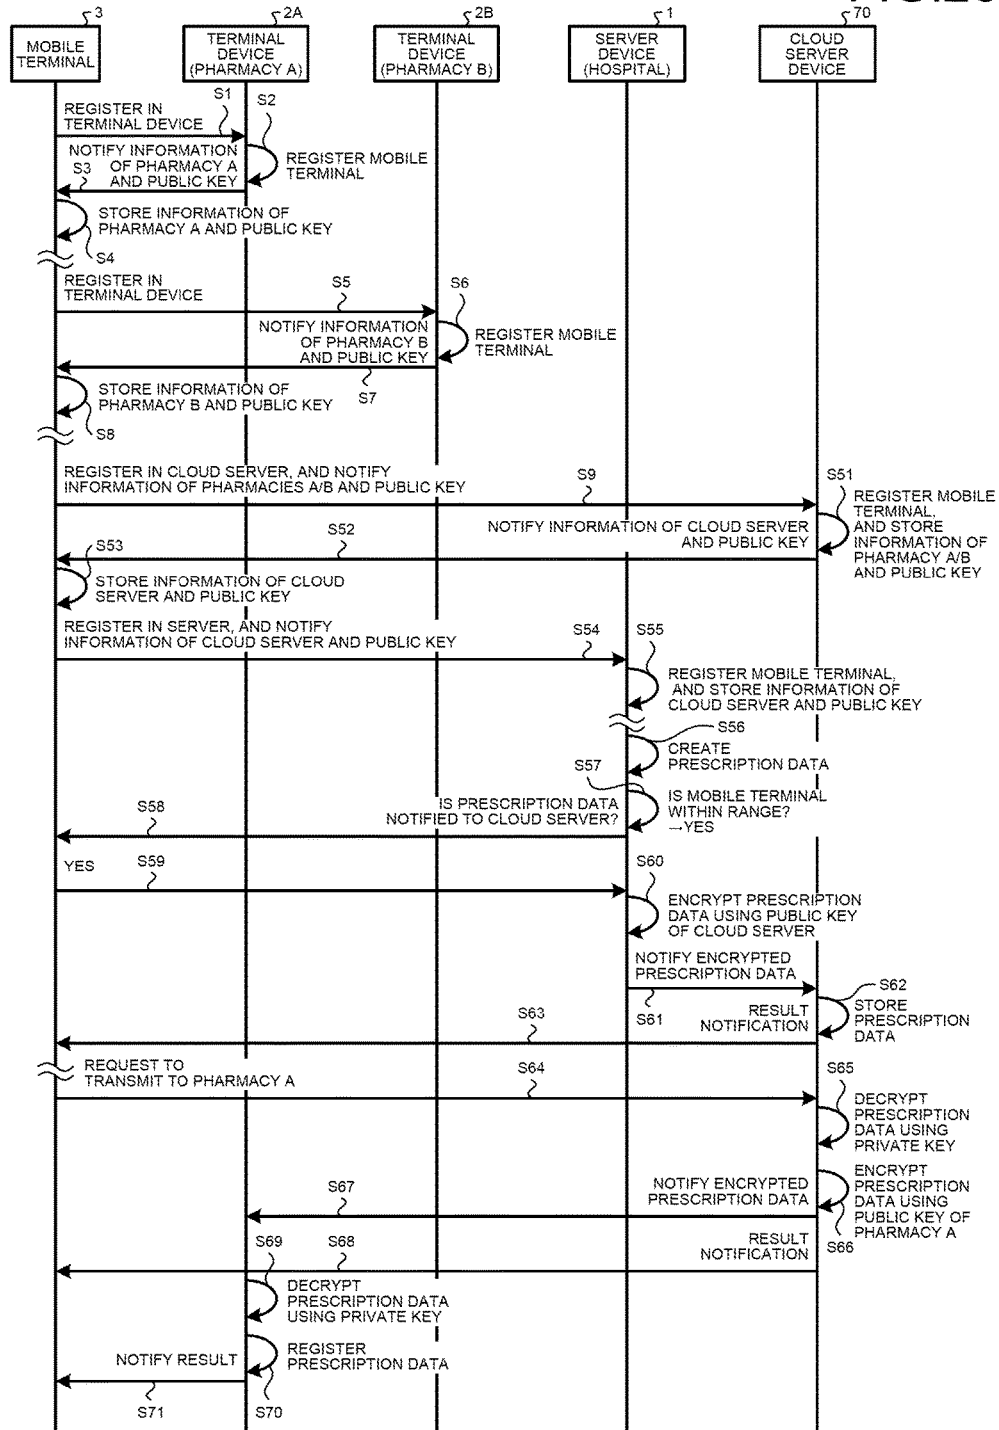 3
2A
2B
1
70
MOBILE
TERMINAL
TERMINAL
DEVICE
(PHARMACY A)
TERMINAL
DEVICE
(PHARMACY B)
SERVER
DEVICE
(HOSPITAL)
CLOUD
SERVER
DEVICE
REGISTER IN
TERMINAL DEVICE
S1
S2
REGISTER MOBILE
TERMINAL
NOTIFY INFORMATION
OF PHARMACY A
AND PUBLIC KEY
S3
STORE INFORMATION OF
PHARMACY A AND PUBLIC KEY
S4
REGISTER IN
TERMINAL DEVICE
S5
S6
REGISTER MOBILE
TERMINAL
NOTIFY INFORMATION
OF PHARMACY B
AND PUBLIC KEY
S7
STORE INFORMATION OF
PHARMACY B AND PUBLIC KEY
S8
REGISTER IN CLOUD SERVER, AND NOTIFY
INFORMATION OF PHARMACIES A/B AND PUBLIC KEY
S9
S51
REGISTER MOBILE
TERMINAL,
AND STORE
INFORMATION OF
PHARMACY A/B
AND PUBLIC KEY
NOTIFY INFORMATION OF CLOUD SERVER
AND PUBLIC KEY
S52
S53
STORE INFORMATION OF CLOUD
SERVER AND PUBLIC KEY
REGISTER IN SERVER, AND NOTIFY
INFORMATION OF CLOUD SERVER AND PUBLIC KEY
S54
S55
REGISTER MOBILE TERMINAL,
AND STORE INFORMATION OF
CLOUD SERVER AND PUBLIC KEY
S56
CREATE
PRESCRIPTION DATA
S57
IS MOBILE TERMINAL
WITHIN RANGE?
→YES
IS PRESCRIPTION DATA
NOTIFIED TO CLOUD SERVER?
S58
YES
S59
S60
ENCRYPT PRESCRIPTION
DATA USING PUBLIC KEY
OF CLOUD SERVER
NOTIFY ENCRYPTED
PRESCRIPTION DATA
S61
S62
STORE
PRESCRIPTION
DATA
RESULT
NOTIFICATION
S63
REQUEST TO
TRANSMIT TO PHARMACY A
S64
S65
DECRYPT
PRESCRIPTION
DATA USING
PRIVATE KEY
ENCRYPT
PRESCRIPTION
DATA USING
PUBLIC KEY OF
PHARMACY A
S66
NOTIFY ENCRYPTED
PRESCRIPTION DATA
S67
RESULT
NOTIFICATION
S68
S69
DECRYPT
PRESCRIPTION DATA
USING PRIVATE KEY
REGISTER
PRESCRIPTION DATA
S70
NOTIFY RESULT
S71